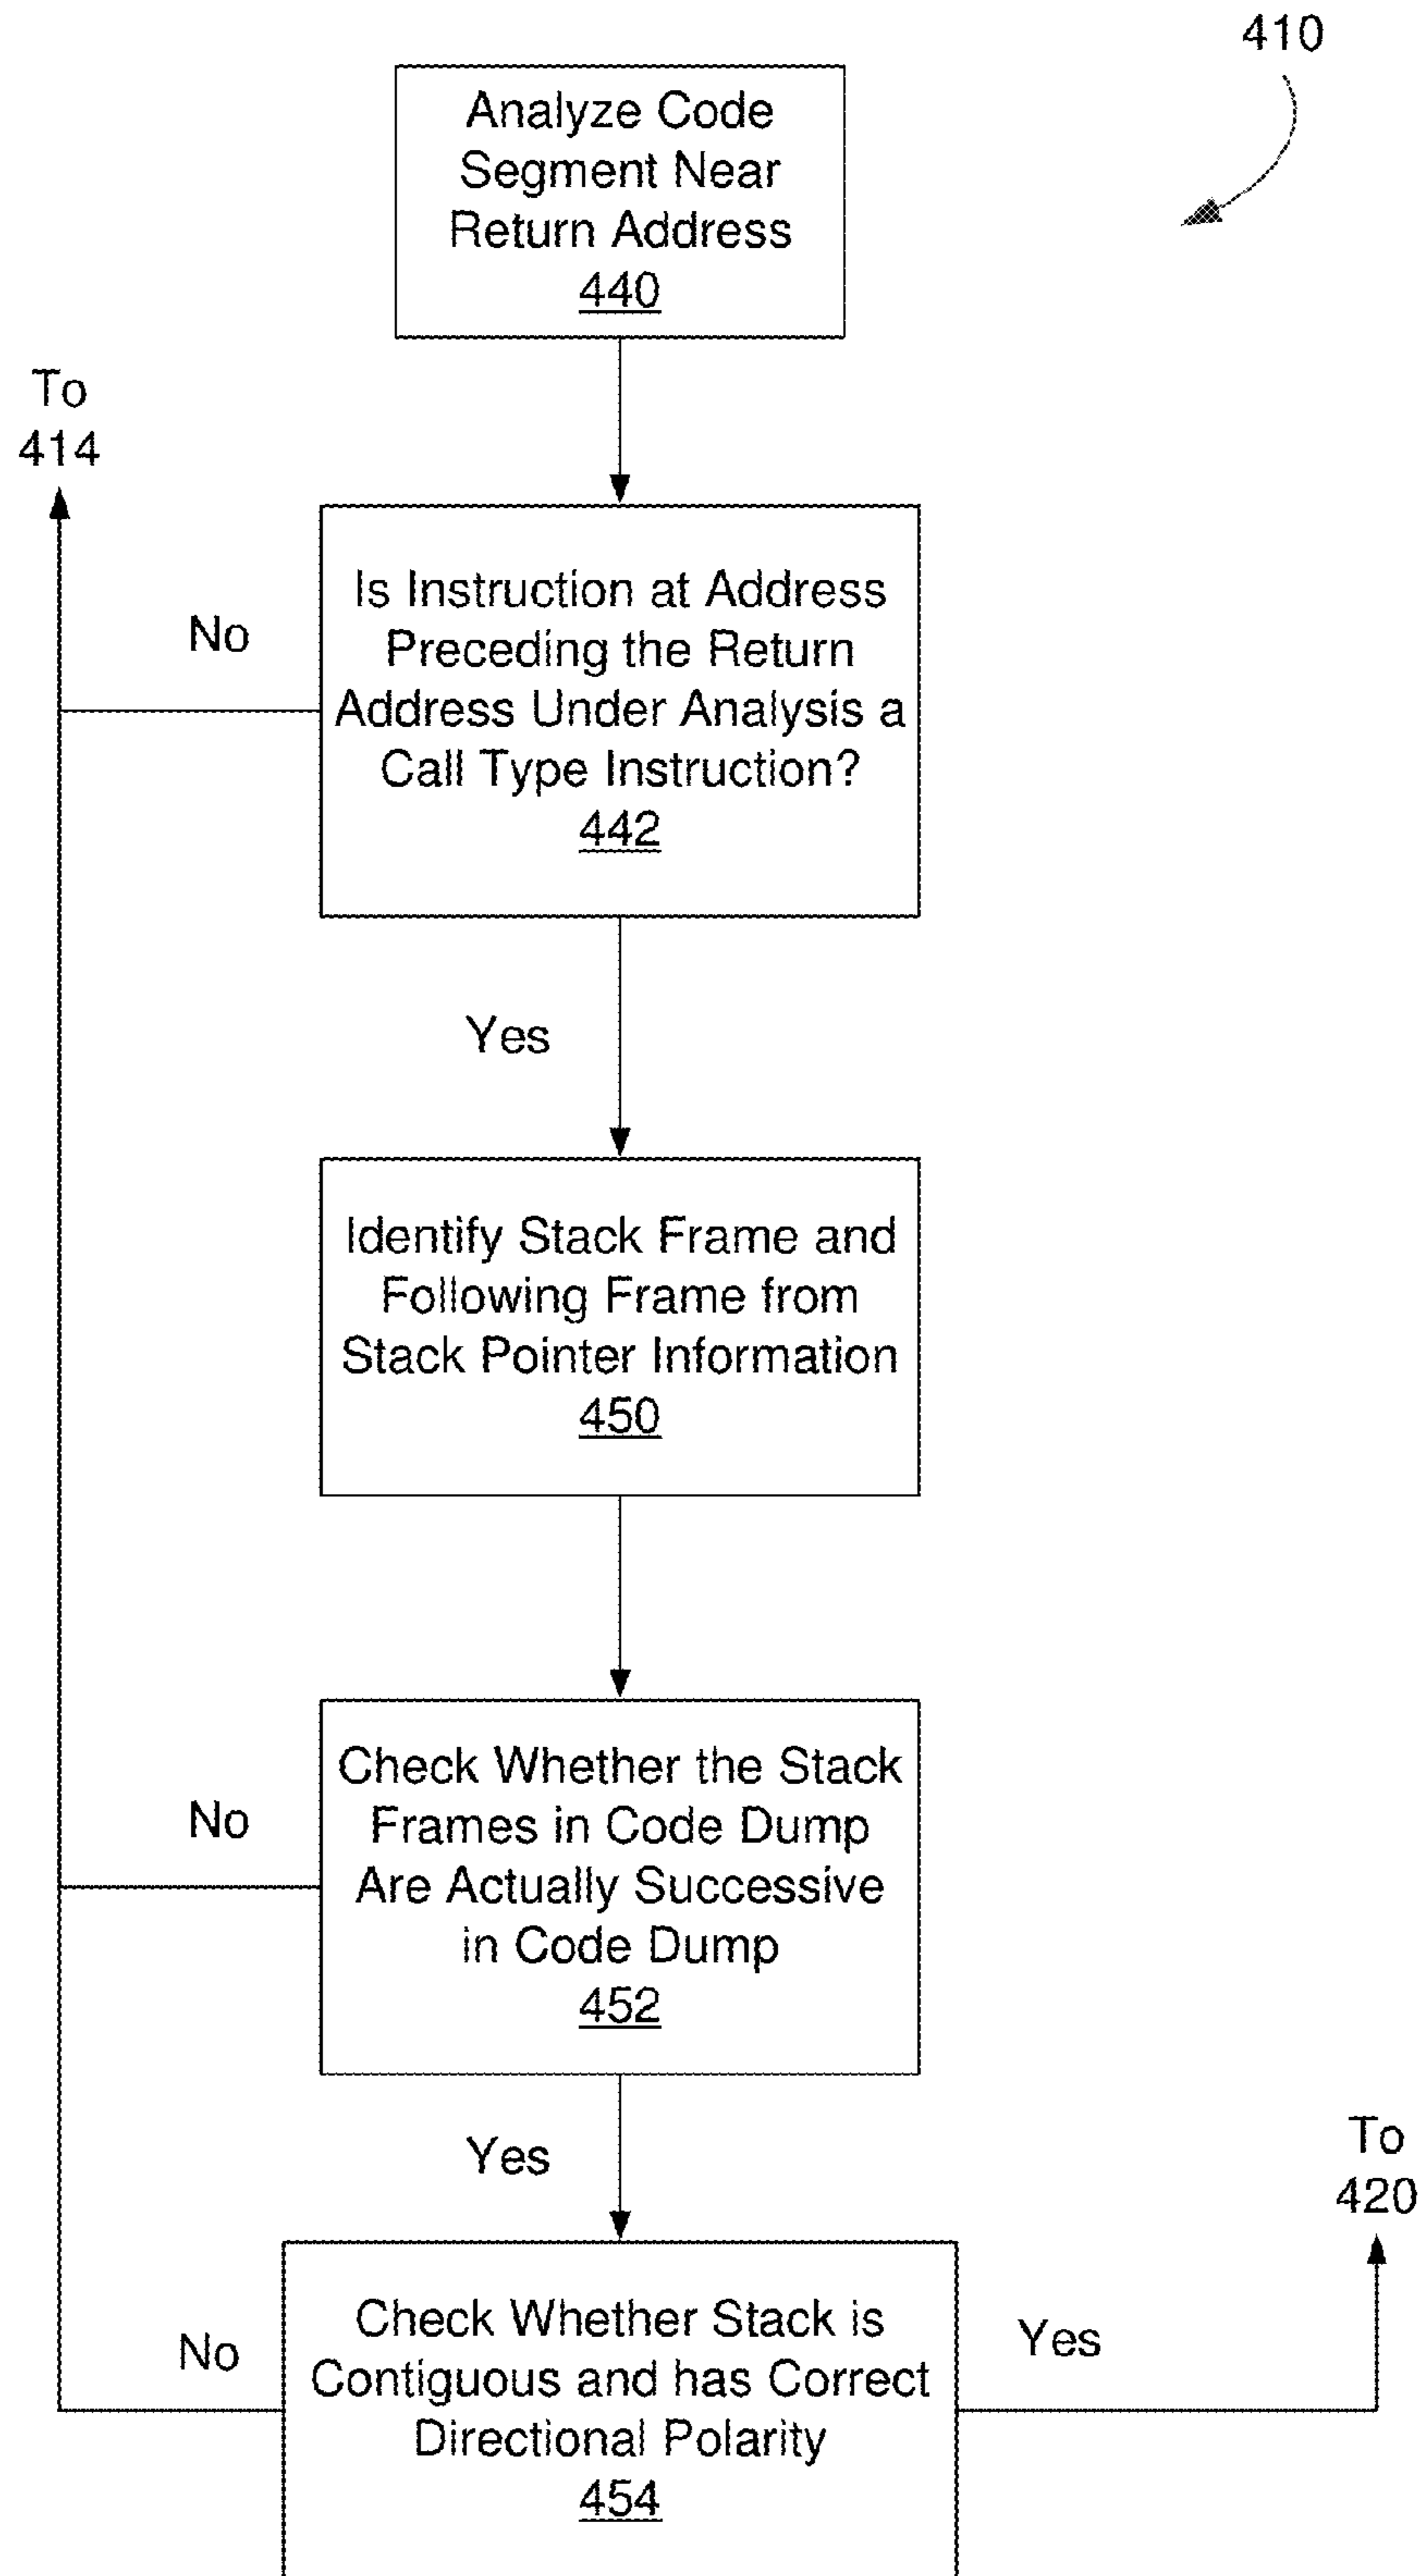 410
Analyze Code
Segment Near
Return Address
440
To
414
Is Instruction at Address
Preceding the Return
Address Under Analysis a
Call Type Instruction?
442
No
Yes
Identify Stack Frame and
Following Frame from
Stack Pointer Information
450
Check Whether the Stack
Frames in Code Dump
Are Actually Successive
in Code Dump
452
No
Yes
To
420
Check Whether Stack is
Contiguous and has Correct
Directional Polarity
454
No
Yes